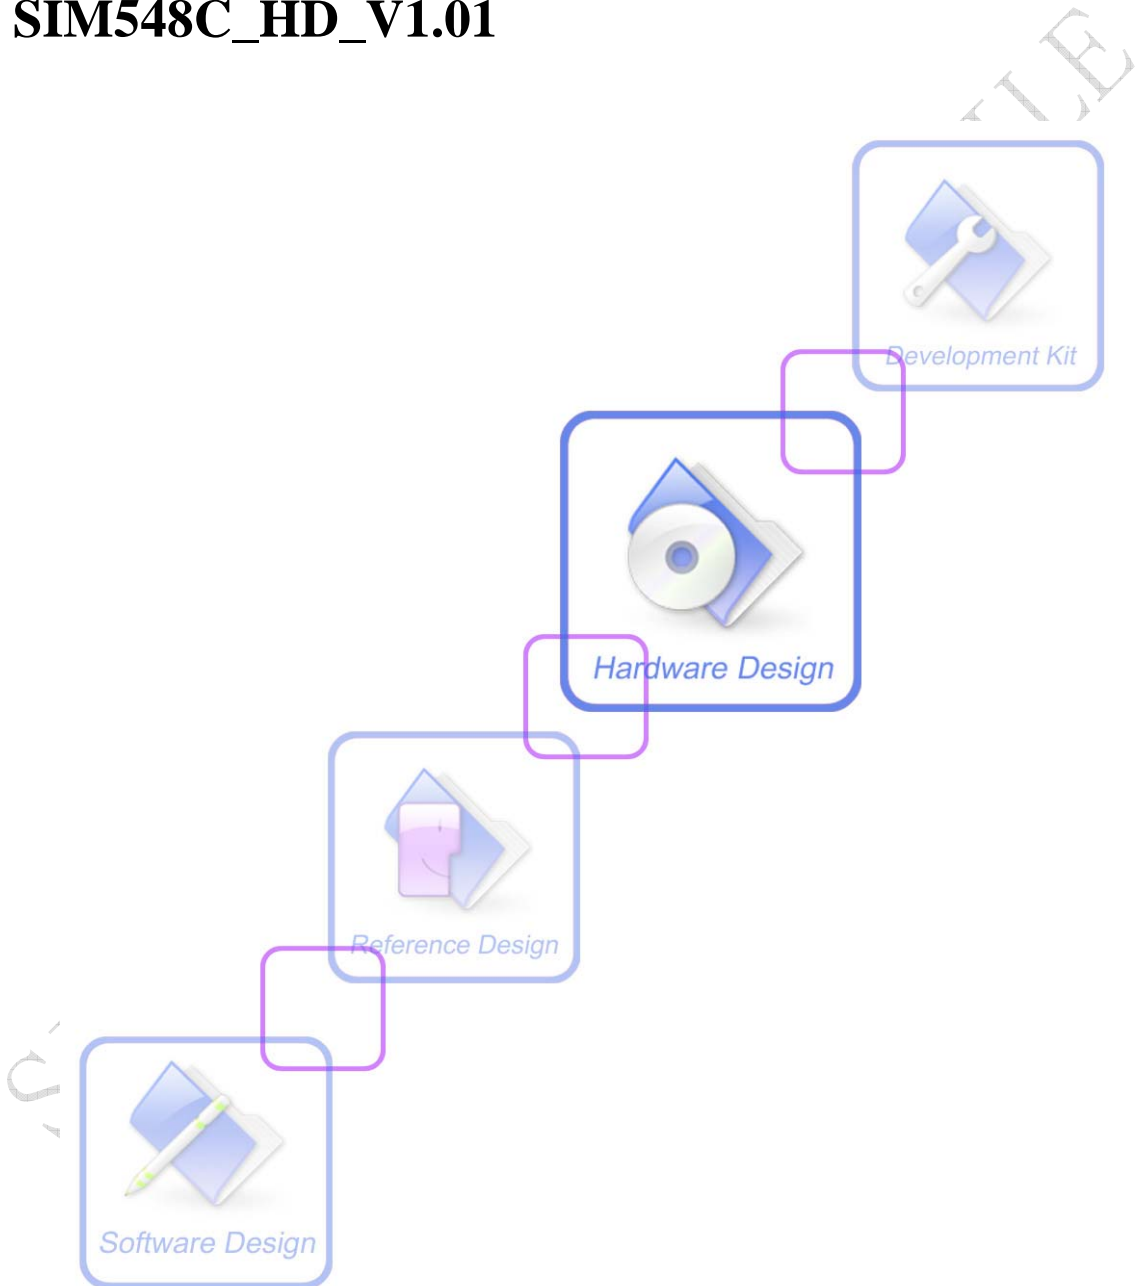 SIM548C_HD_V1.01
Development Kit
Hardware Design
Reference Design
Software Design